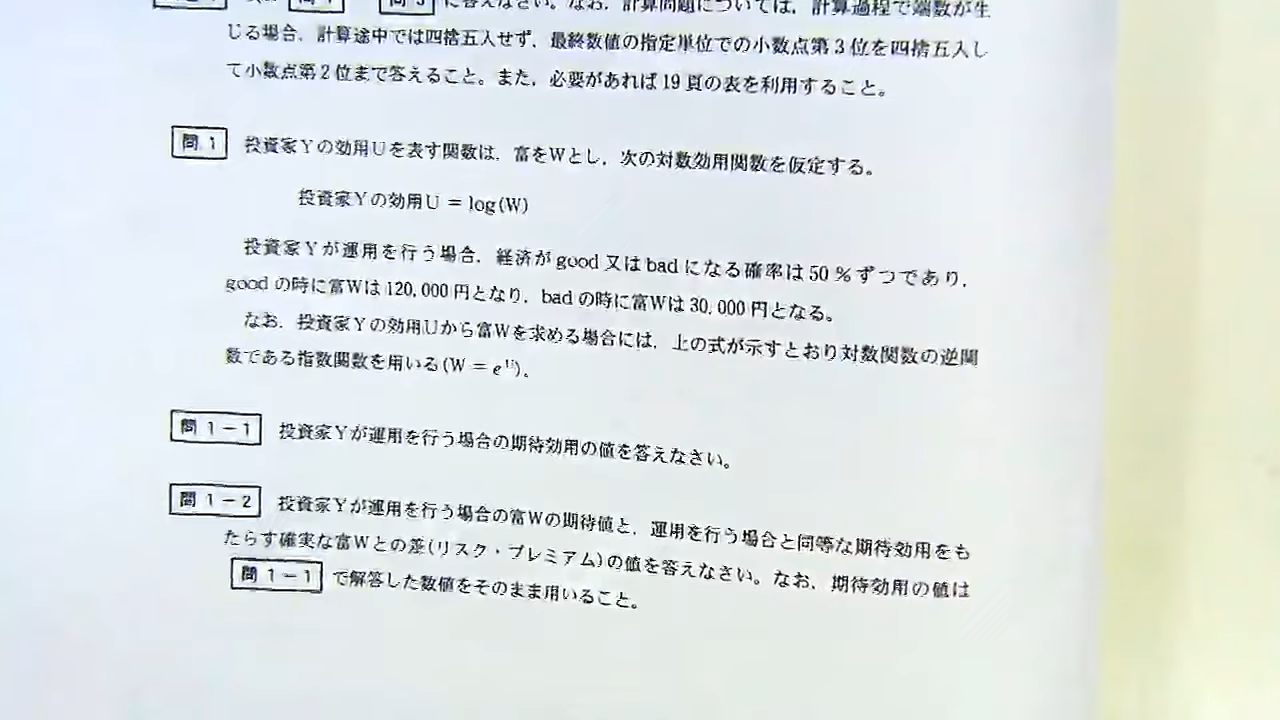 問3 に答えなさい。なお，計算問題については，計算過程で端数が生
じる場合，計算途中では四捨五入せず，最終数値の指定単位での小数点第3位を四捨五入し
て小数点第2位まで答えること。また，必要があれば19頁の表を利用すること。
問1 投資家Yの効用Uを表す関数は，富をWとし，次の対数効用関数を仮定する。
投資家Yの効用U = log(W)
投資家Yが運用を行う場合，経済がgood又はbadになる確率は50%ずつであり，
goodの時に富Wは120,000円となり，badの時に富Wは30,000円となる。
なお，投資家Yの効用Uから富Wを求める場合には，上の式が示すとおり対数関数の逆関
数である指数関数を用いる(W = e^U)。
問1-1 投資家Yが運用を行う場合の期待効用の値を答えなさい。
問1-2 投資家Yが運用を行う場合の富Wの期待値と，運用を行う場合と同等な期待効用をも
たらす確実な富Wとの差(リスク・プレミアム)の値を答えなさい。なお，期待効用の値は
問1-1 で解答した数値をそのまま用いること。